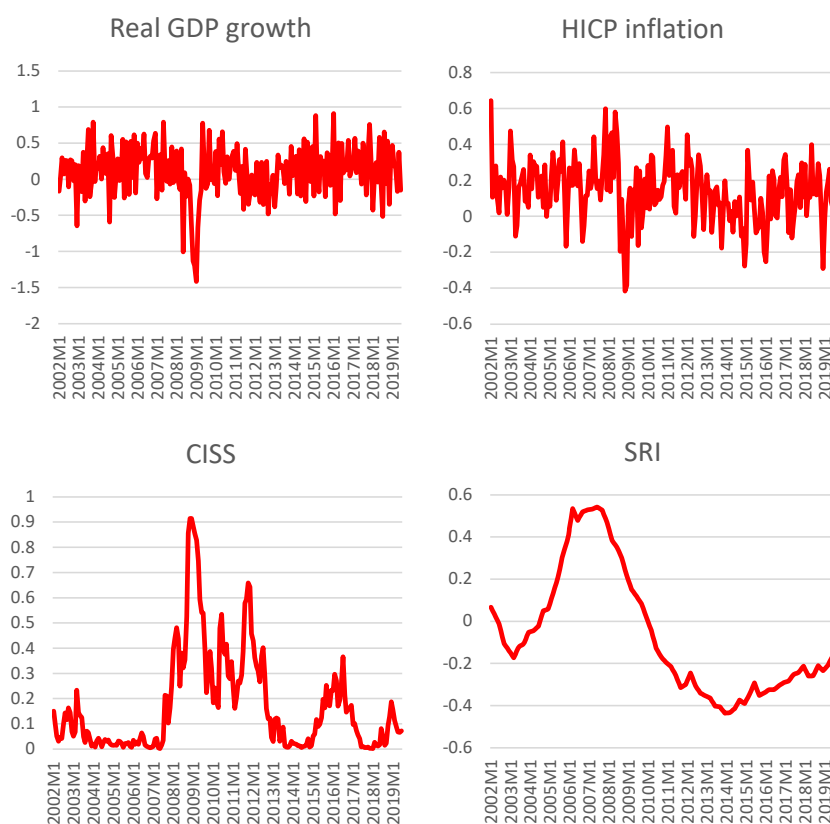 Real GDP growth
1.5
1
0.5
0
-0.5
-1
-1.5
-2
2002M1
2003M1
2004M1
2005M1
2006M1
2007M1
2008M1
2009M1
2010M1
2011M1
2012M1
2013M1
2014M1
2015M1
2016M1
2017M1
2018M1
2019M1
HICP inflation
0.8
0.6
0.4
0.2
0
-0.2
-0.4
-0.6
2002M1
2003M1
2004M1
2005M1
2006M1
2007M1
2008M1
2009M1
2010M1
2011M1
2012M1
2013M1
2014M1
2015M1
2016M1
2017M1
2018M1
2019M1
CISS
1
0.9
0.8
0.7
0.6
0.5
0.4
0.3
0.2
0.1
0
2002M1
2003M1
2004M1
2005M1
2006M1
2007M1
2008M1
2009M1
2010M1
2011M1
2012M1
2013M1
2014M1
2015M1
2016M1
2017M1
2018M1
2019M1
SRI
0.6
0.4
0.2
0
-0.2
-0.4
-0.6
2002M1
2003M1
2004M1
2005M1
2006M1
2007M1
2008M1
2009M1
2010M1
2011M1
2012M1
2013M1
2014M1
2015M1
2016M1
2017M1
2018M1
2019M1